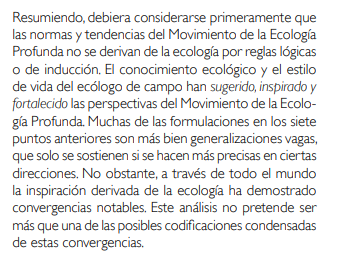 Resumiendo, debiera considerarse primeramente que
las normas y tendencias del Movimiento de la Ecología
Profunda no se derivan de la ecología por reglas lógicas
o de inducción. El conocimiento ecológico y el estilo
de vida del ecólogo de campo han sugerido, inspirado y
fortalecido las perspectivas del Movimiento de la Ecolo-
gía Profunda. Muchas de las formulaciones en los siete
puntos anteriores son más bien generalizaciones vagas,
que solo se sostienen si se hacen más precisas en ciertas
direcciones. No obstante, a través de todo el mundo
la inspiración derivada de la ecología ha demostrado
convergencias notables. Este análisis no pretende ser
más que una de las posibles codificaciones condensadas
de estas convergencias.